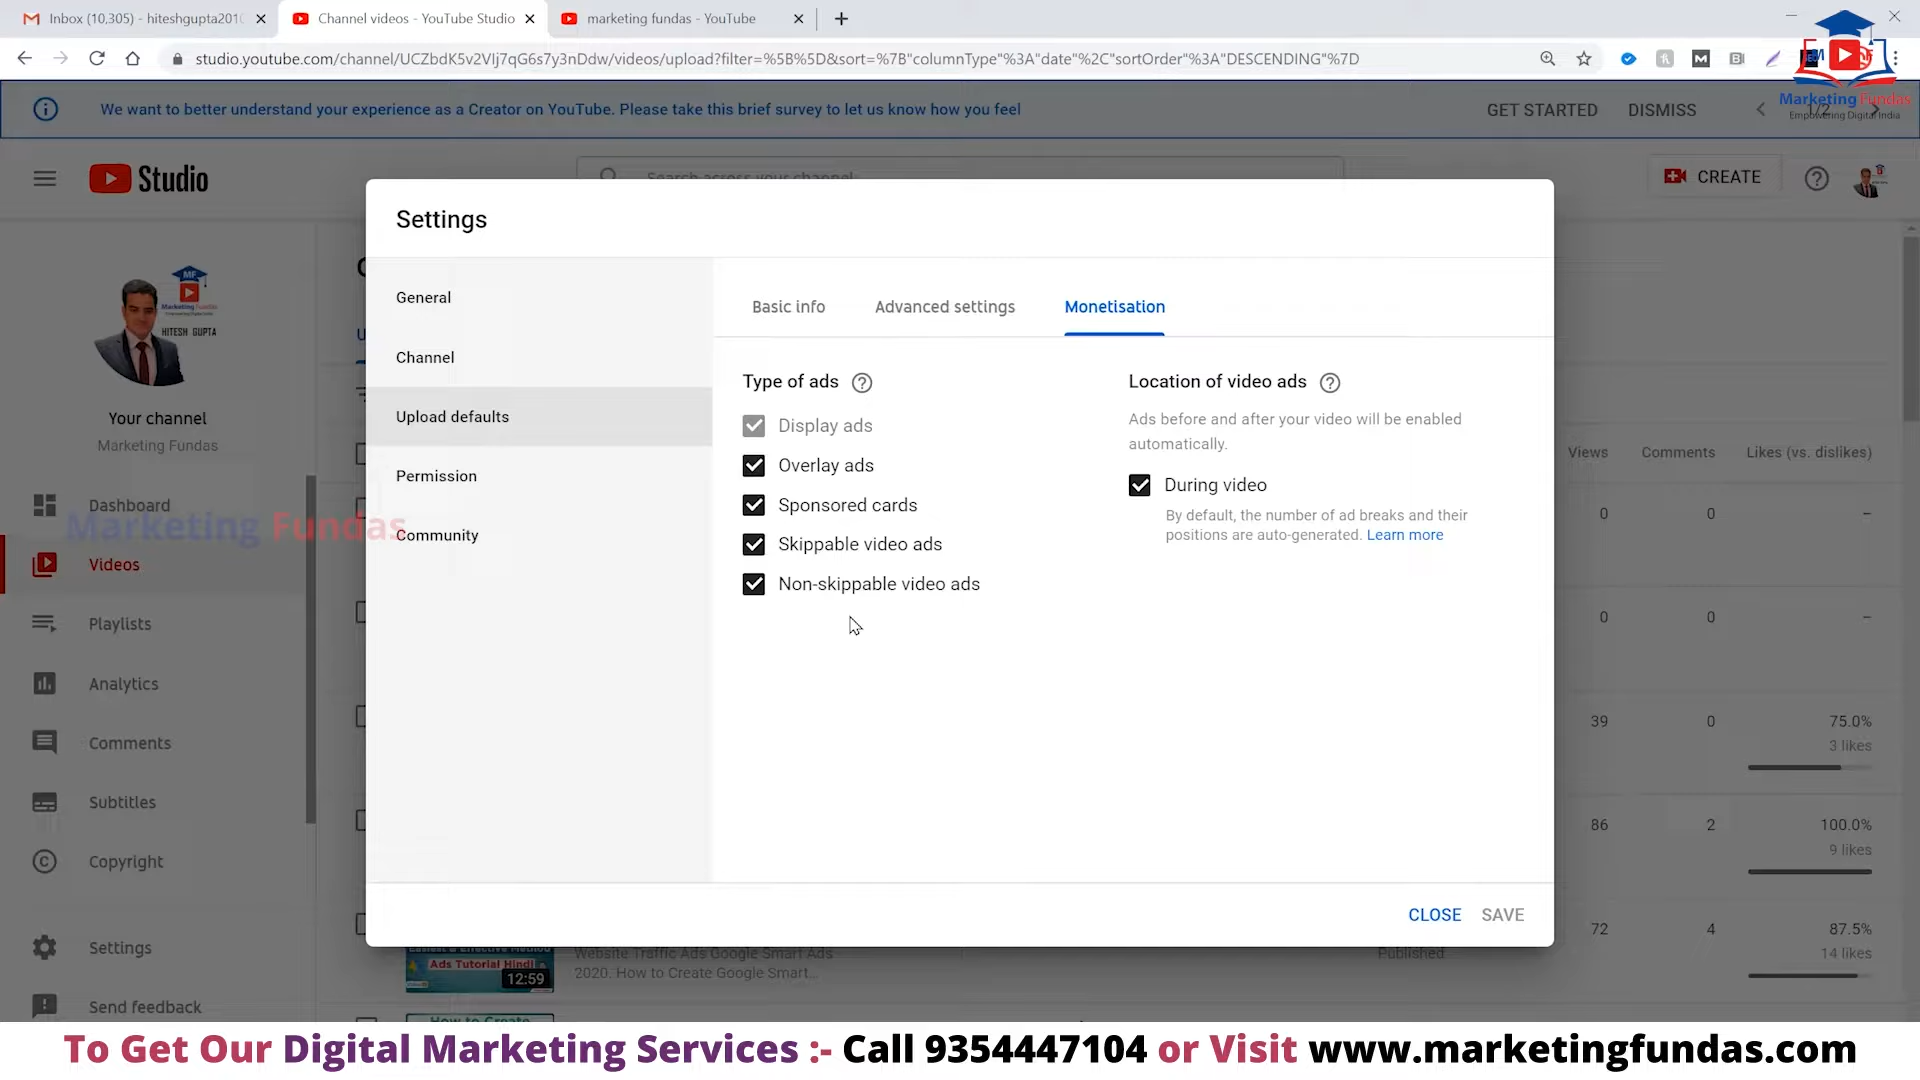 Inbox (10,305) - hiteshgupta201
Channel videos - YouTube Studio
marketing fundas - YouTube
studio.youtube.com/channel/UCZbdK5v2VIj7qG6s7y3nDdw/videos/upload?filter=%5B%5D&sort=%7B"columnType"%3A"date"%2C"sortOrder"%3A"DESCENDING"%7D
Marketing Fundas
Empowering Digital India
We want to better understand your experience as a Creator on YouTube. Please take this brief survey to let us know how you feel
GET STARTED
DISMISS
1/2
Studio
Search across your channel
CREATE
Settings
General
Channel
Upload defaults
Permission
Community
Basic info
Advanced settings
Monetisation
Type of ads
Display ads
Overlay ads
Sponsored cards
Skippable video ads
Non-skippable video ads
Location of video ads
Ads before and after your video will be enabled
automatically.
During video
By default, the number of ad breaks and their
positions are auto-generated. Learn more
CLOSE
SAVE
MF
Marketing Fundas
HITESH GUPTA
Your channel
Marketing Fundas
Dashboard
Marketing Fundas
Videos
Playlists
Analytics
Comments
Subtitles
Copyright
Settings
Send feedback
Views
Comments
Likes (vs. dislikes)
0
0
–
0
0
–
39
0
75.0%
3 likes
86
2
100.0%
9 likes
72
4
87.5%
14 likes
Ads Tutorial Hindi
12:59
Website Traffic Ads Google Smart Ads
2020. How to Create Google Smart...
Published
How to Create
To Get Our Digital Marketing Services :- Call 9354447104 or Visit www.marketingfundas.com